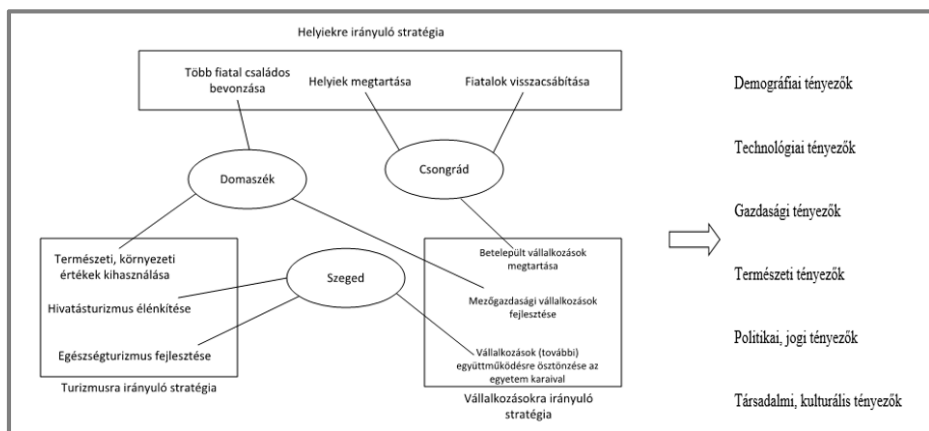 Helyiekre irányuló stratégia
Több fiatal családos
bevonzása
Helyiek megtartása
Fiatalok visszacsábítása
Domaszék
Csongrád
Szeged
Természeti, környezeti
értékek kihasználása
Hivatásturizmus élénkítése
Egészségturizmus fejlesztése
Turizmusra irányuló stratégia
Betelepült vállalkozások
megtartása
Mezőgazdasági vállalkozások
fejlesztése
Vállalkozások (további)
együttműködésre ösztönzése az
egyetem karaival
Vállalkozásokra irányuló
stratégia
Demográfiai tényezők
Technológiai tényezők
Gazdasági tényezők
Természeti tényezők
Politikai, jogi tényezők
Társadalmi, kulturális tényezők